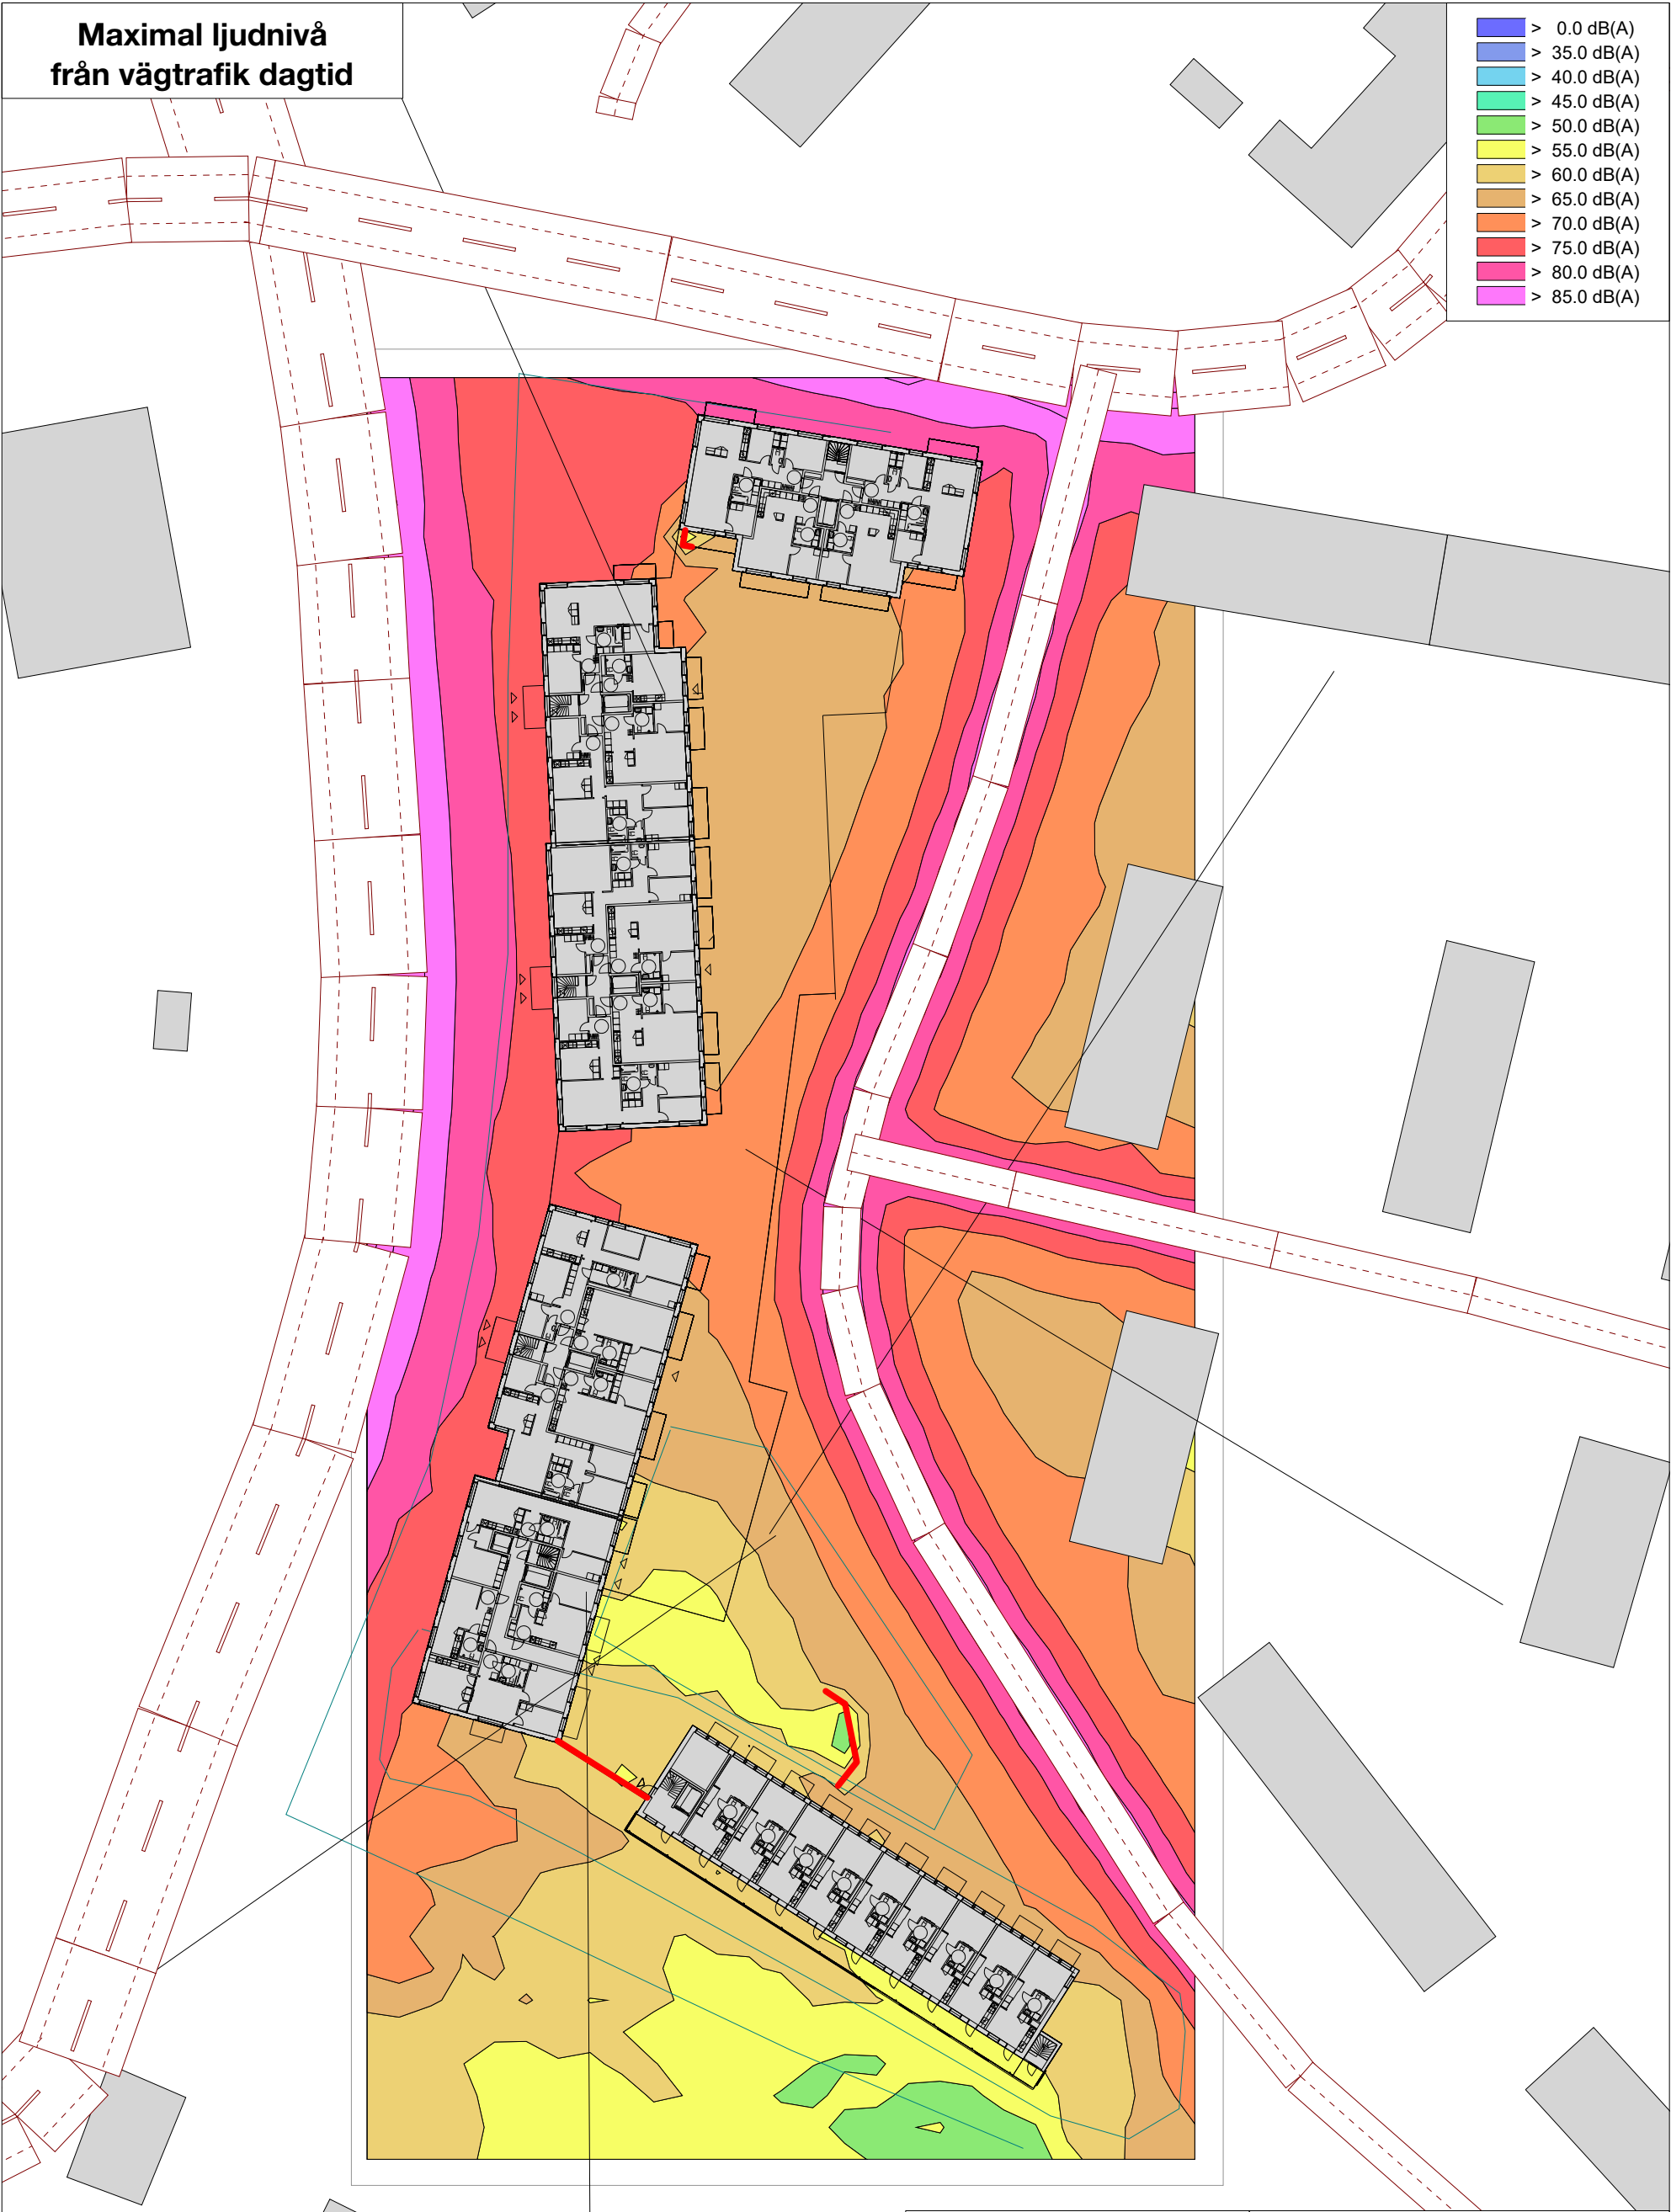 Maximal ljudnivå
från vägtrafik dagtid
> 0.0 dB(A)
> 35.0 dB(A)
> 40.0 dB(A)
> 45.0 dB(A)
> 50.0 dB(A)
> 55.0 dB(A)
> 60.0 dB(A)
> 65.0 dB(A)
> 70.0 dB(A)
> 75.0 dB(A)
> 80.0 dB(A)
> 85.0 dB(A)